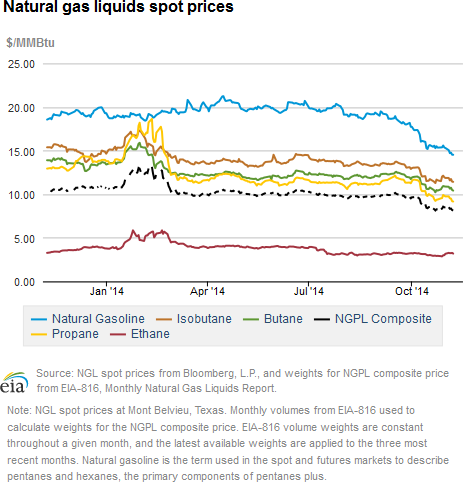 Natural gas liquids spot prices
$/MMBtu
25.00
20.00
15.00
10.00
5.00
0.00
Jan '14 Apr '14 Jul '14 Oct '14
Natural Gasoline Isobutane Butane NGPL Composite
Propane Ethane
eia
Source: NGL spot prices from Bloomberg, L.P., and weights for NGPL composite price
from EIA-816, Monthly Natural Gas Liquids Report.
Note: NGL spot prices at Mont Belvieu, Texas. Monthly volumes from EIA-816 used to
calculate weights for the NGPL composite price. EIA-816 volume weights are constant
throughout a given month, and the latest available weights are applied to the three most
recent months. Natural gasoline is the term used in the spot and futures markets to describe
pentanes and hexanes, the primary components of pentanes plus.